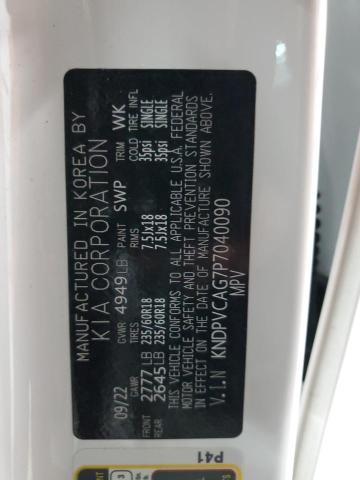 MANUFACTURED IN KOREA BY
KIA CORPORATION
09/22 GVWR 4949LB PAINT SWP TRIM WK
GAWR TIRES RIMS COLD TIRE INFL
FRONT 2777LB 235/60R18 7.5Jx18 35psi SINGLE
REAR 2645LB 235/60R18 7.5Jx18 35psi SINGLE
THIS VEHICLE CONFORMS TO ALL APPLICABLE U.S.A. FEDERAL
MOTOR VEHICLE SAFETY AND THEFT PREVENTION STANDARDS
IN EFFECT ON THE DATE OF MANUFACTURE SHOWN ABOVE.
V.I.N KNDPVCAG7P7040090
MPV
P41